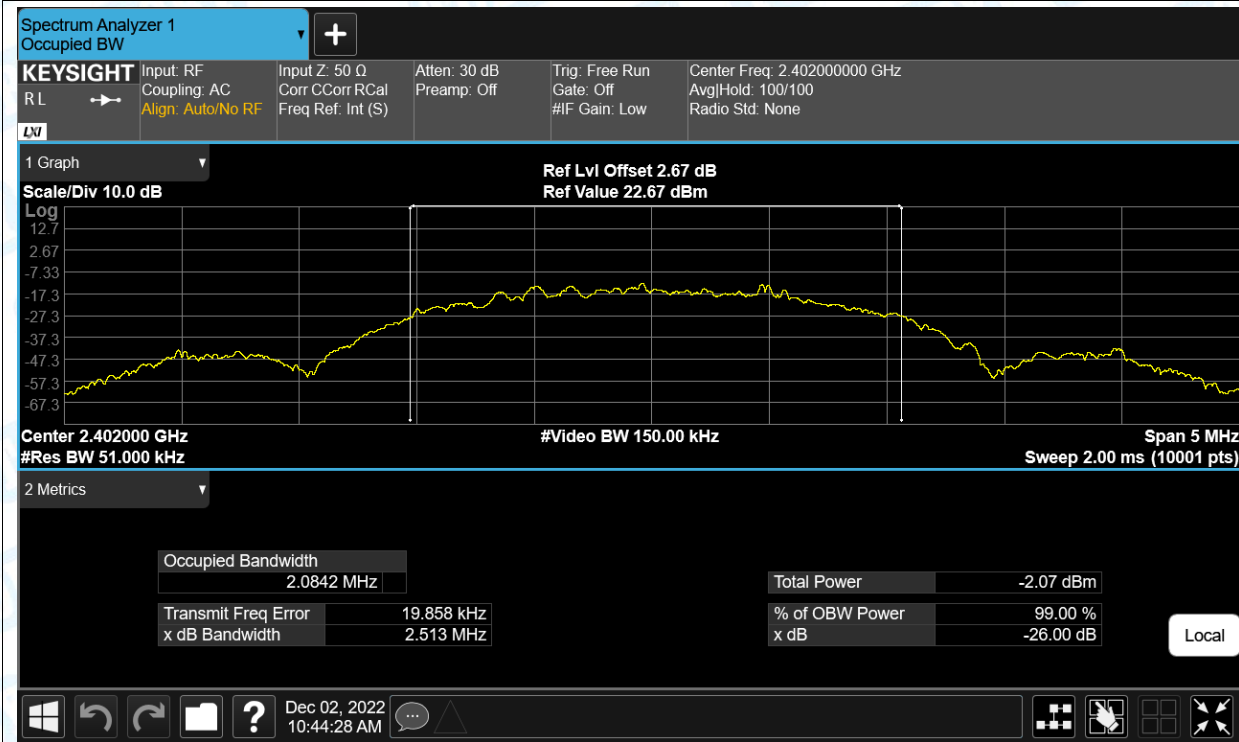 Spectrum Analyzer 1
Occupied BW
KEYSIGHT
R L
LXI
Input: RF
Coupling: AC
Align: Auto/No RF
Input Z: 50 Ω
Corr CCorr RCal
Freq Ref: Int (S)
Atten: 30 dB
Preamp: Off
Trig: Free Run
Gate: Off
#IF Gain: Low
Center Freq: 2.402000000 GHz
Avg|Hold: 100/100
Radio Std: None
1 Graph
Scale/Div 10.0 dB
Ref Lvl Offset 2.67 dB
Ref Value 22.67 dBm
Log
12.7
2.67
-7.33
-17.3
-27.3
-37.3
-47.3
-57.3
-67.3
Center 2.402000 GHz
#Video BW 150.00 kHz
Span 5 MHz
#Res BW 51.000 kHz
Sweep 2.00 ms (10001 pts)
2 Metrics
Occupied Bandwidth
2.0842 MHz
Total Power -2.07 dBm
Transmit Freq Error 19.858 kHz
% of OBW Power 99.00 %
x dB Bandwidth 2.513 MHz
x dB -26.00 dB
Local
?
Dec 02, 2022
10:44:28 AM